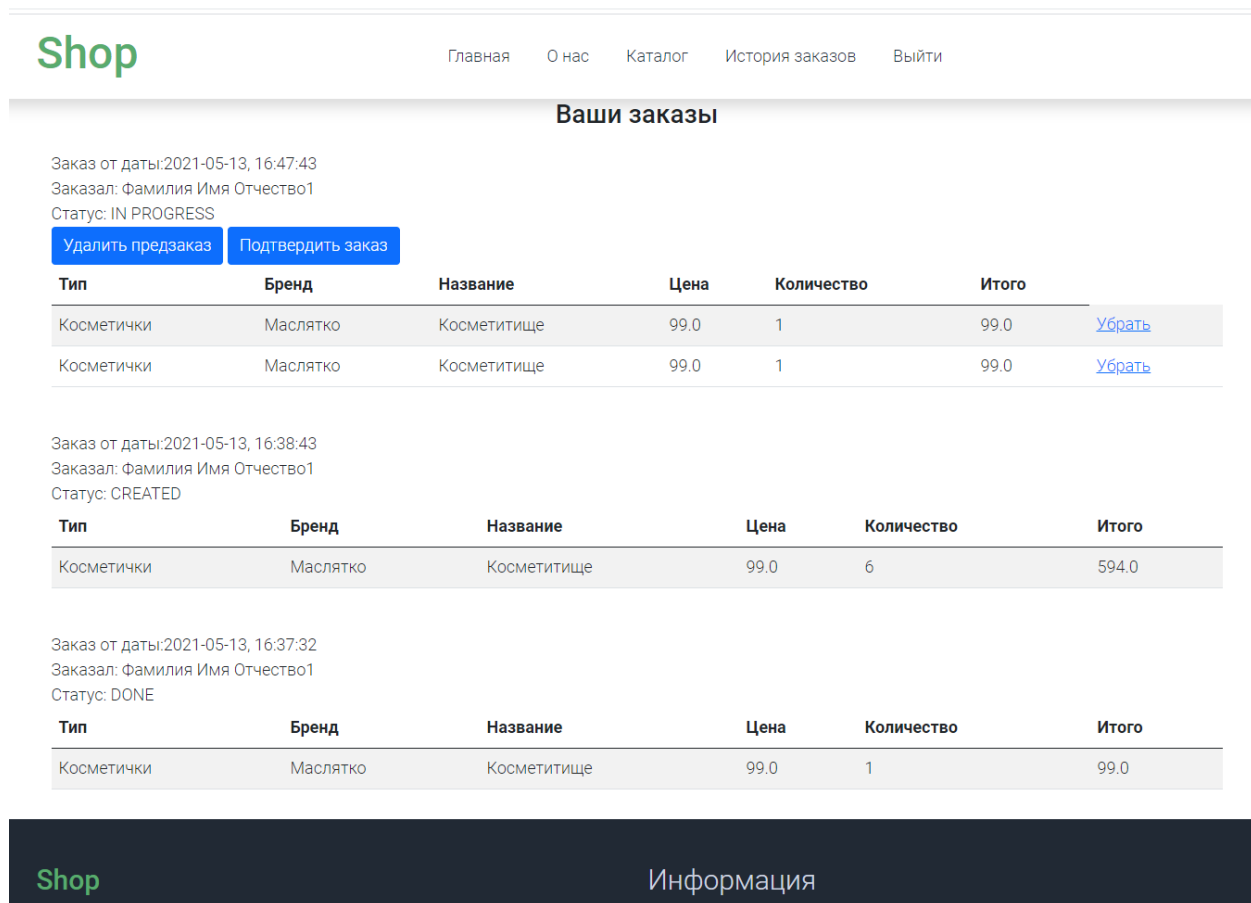 Shop Главная О нас Каталог История заказов Выйти
Ваши заказы
Заказ от даты:2021-05-13, 16:47:43
Заказал: Фамилия Имя Отчество1
Статус: IN PROGRESS
Удалить предзаказ Подтвердить заказ
Тип Бренд Название Цена Количество Итого
Косметички Маслятко Косметитище 99.0 1 99.0 Убрать
Косметички Маслятко Косметитище 99.0 1 99.0 Убрать
Заказ от даты:2021-05-13, 16:38:43
Заказал: Фамилия Имя Отчество1
Статус: CREATED
Тип Бренд Название Цена Количество Итого
Косметички Маслятко Косметитище 99.0 6 594.0
Заказ от даты:2021-05-13, 16:37:32
Заказал: Фамилия Имя Отчество1
Статус: DONE
Тип Бренд Название Цена Количество Итого
Косметички Маслятко Косметитище 99.0 1 99.0
Shop Информация